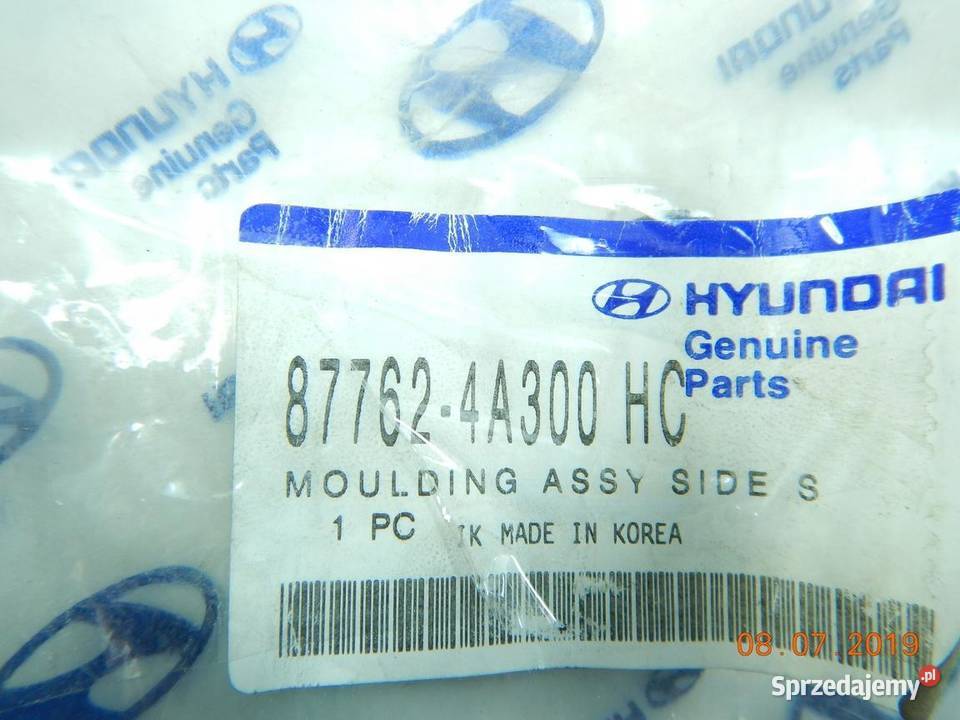 HYUNDAI
Genuine
Parts
HYUNDAI
Genuine
Parts
HYUNDAI
Genuine
Parts
87762-4A300 HC
MOULDING ASSY SIDE S
1 PC
MADE IN KOREA
08.07.2019
Sprzedajemy.pl